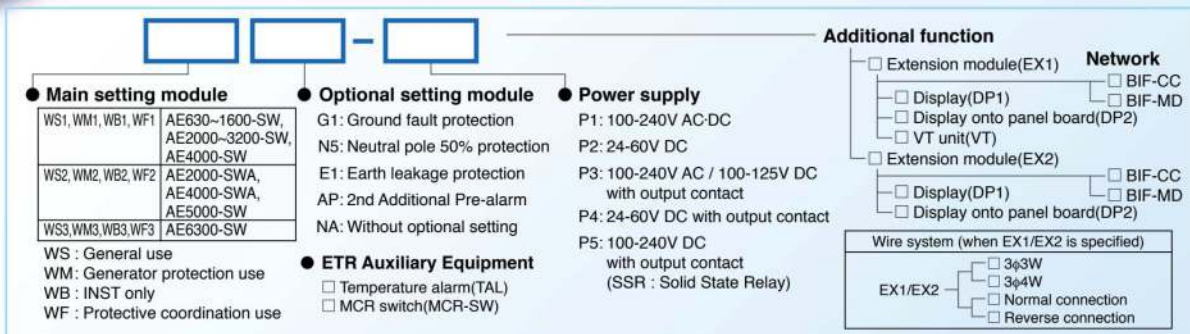 Main setting module
WS1, WM1, WB1, WF1 AE630~1600-SW,
AE2000~3200-SW,
AE4000-SW
WS2, WM2, WB2, WF2 AE2000-SWA,
AE4000-SWA,
AE5000-SW
WS3,WM3,WB3,WF3 AE6300-SW
WS : General use
WM: Generator protection use
WB : INST only
WF : Protective coordination use
Optional setting module
G1: Ground fault protection
N5: Neutral pole 50% protection
E1: Earth leakage protection
AP: 2nd Additional Pre-alarm
NA: Without optional setting
ETR Auxiliary Equipment
Temperature alarm(TAL)
MCR switch(MCR-SW)
Power supply
P1: 100-240V AC·DC
P2: 24-60V DC
P3: 100-240V AC / 100-125V DC
with output contact
P4: 24-60V DC with output contact
P5: 100-240V DC
with output contact
(SSR : Solid State Relay)
Additional function
Extension module(EX1)
Network
BIF-CC
BIF-MD
Display(DP1)
Display onto panel board(DP2)
VT unit(VT)
Extension module(EX2)
BIF-CC
BIF-MD
Display(DP1)
Display onto panel board(DP2)
Wire system (when EX1/EX2 is specified)
EX1/EX2
3φ3W
3φ4W
Normal connection
Reverse connection